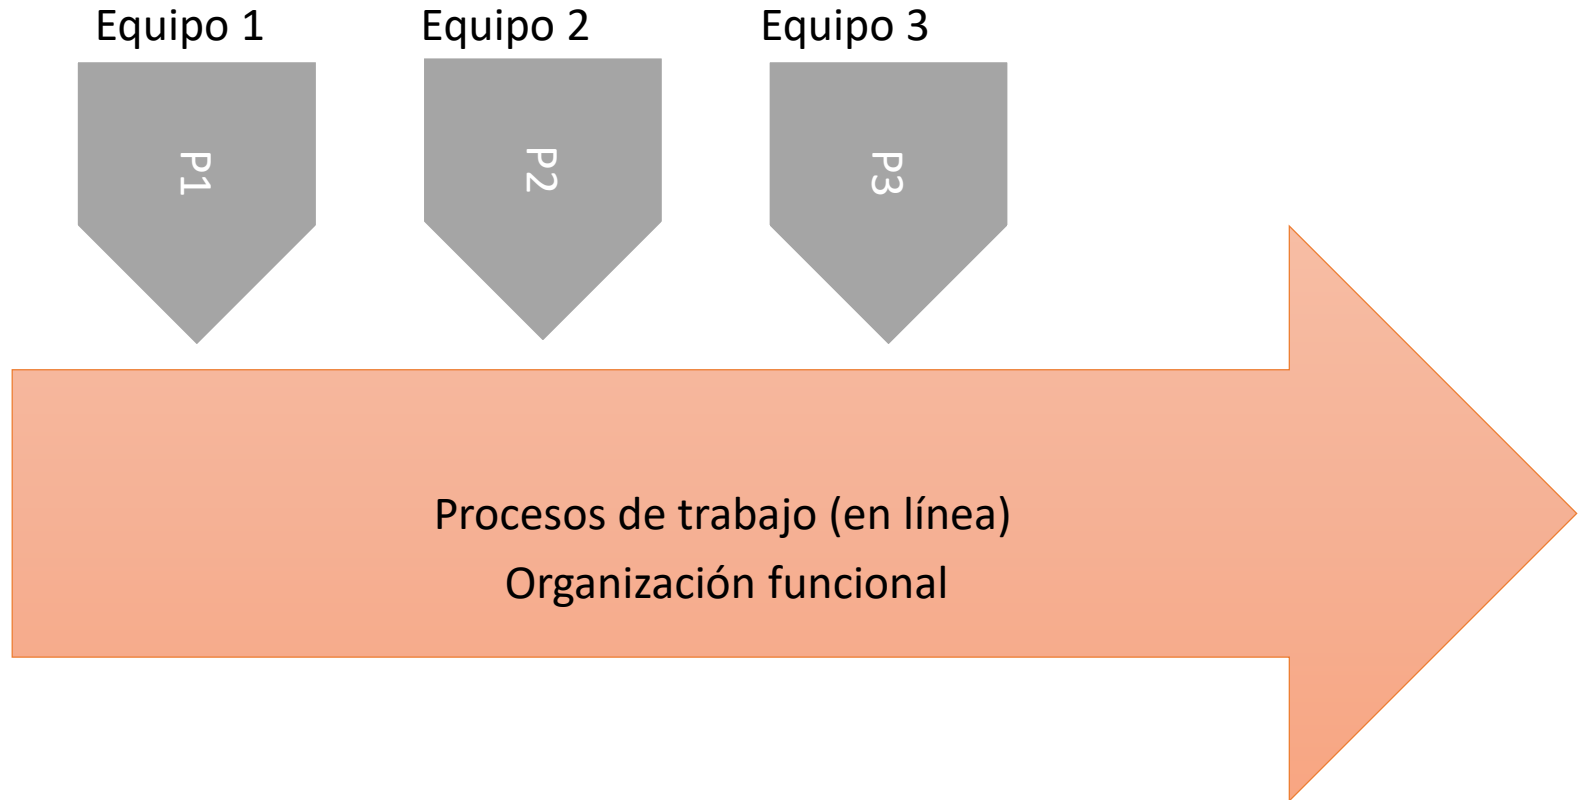 Equipo 1
Equipo 2
Equipo 3
P1
P2
P3
Procesos de trabajo (en línea)
Organización funcional